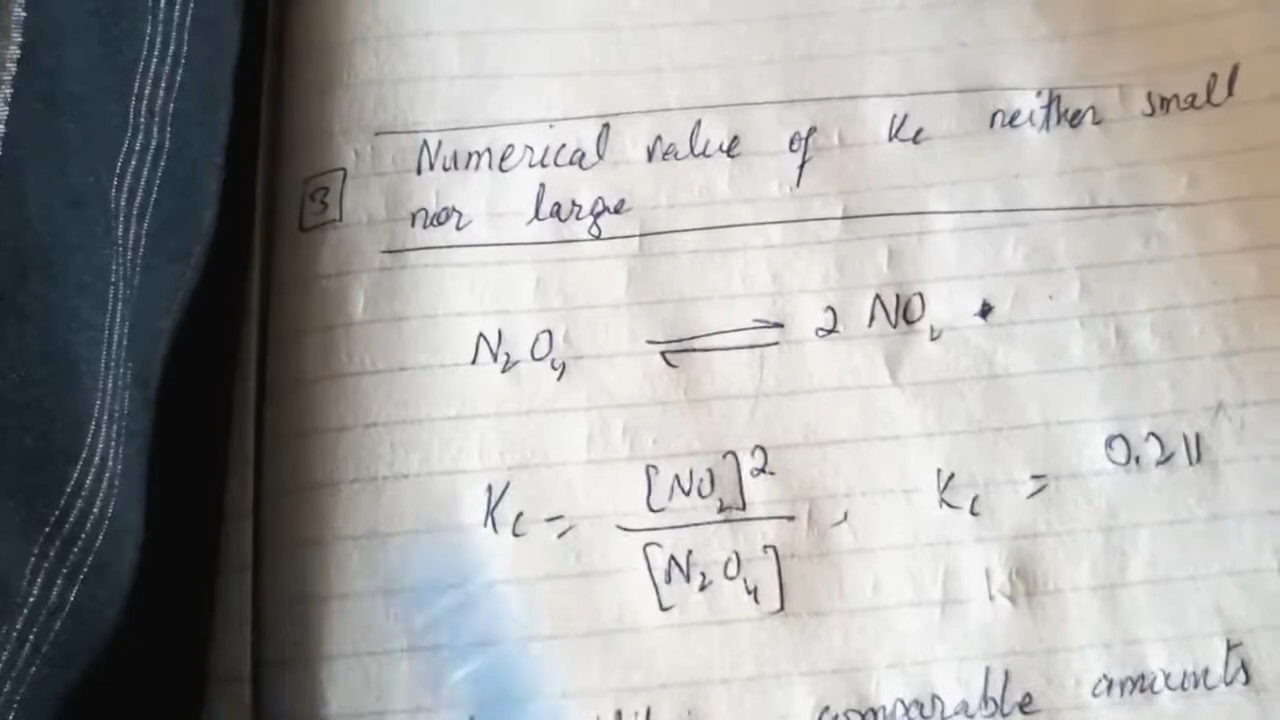 3
Numerical value of Kc neither small
nor large
N₂O₄ ⇌ 2 NO₂
Kc = [NO₂]² / [N₂O₄] , Kc = 0.211
comparable amounts